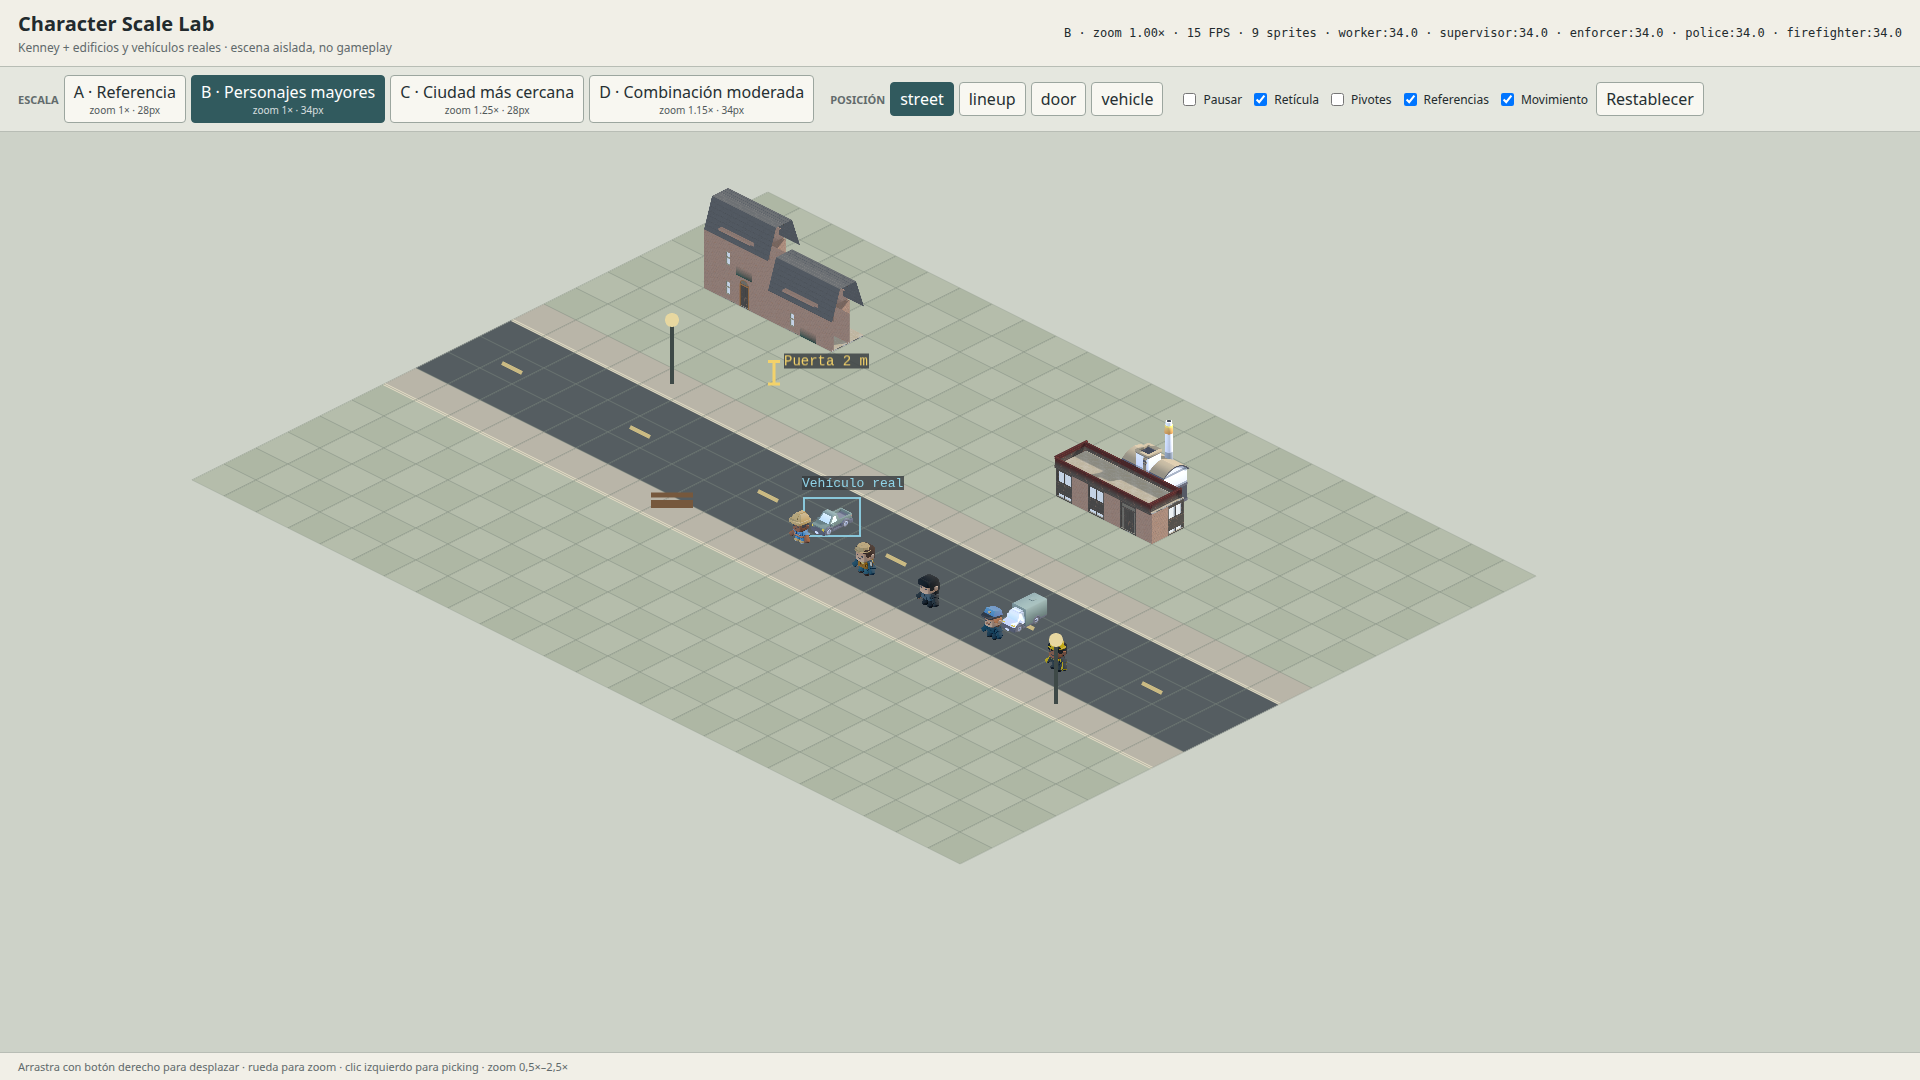 Character Scale Lab
Kenney + edificios y vehículos reales · escena aislada, no gameplay
B · zoom 1.00× · 15 FPS · 9 sprites · worker:34.0 · supervisor:34.0 · enforcer:34.0 · police:34.0 · firefighter:34.0
ESCALA
A · Referencia
zoom 1× · 28px
B · Personajes mayores
zoom 1× · 34px
C · Ciudad más cercana
zoom 1.25× · 28px
D · Combinación moderada
zoom 1.15× · 34px
POSICIÓN
street
lineup
door
vehicle
Pausar
Retícula
Pivotes
Referencias
Movimiento
Restablecer
Puerta 2 m
Vehículo real
Arrastra con botón derecho para desplazar · rueda para zoom · clic izquierdo para picking · zoom 0,5×–2,5×